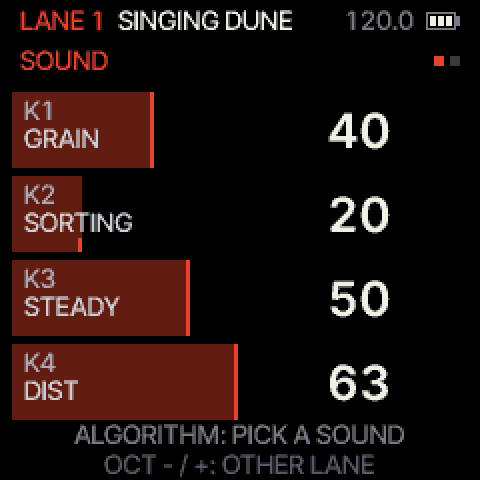 LANE 1 SINGING DUNE 120.0
SOUND
K1
GRAIN 40
K2
SORTING 20
K3
STEADY 50
K4
DIST 63
ALGORITHM: PICK A SOUND
OCT - / +: OTHER LANE